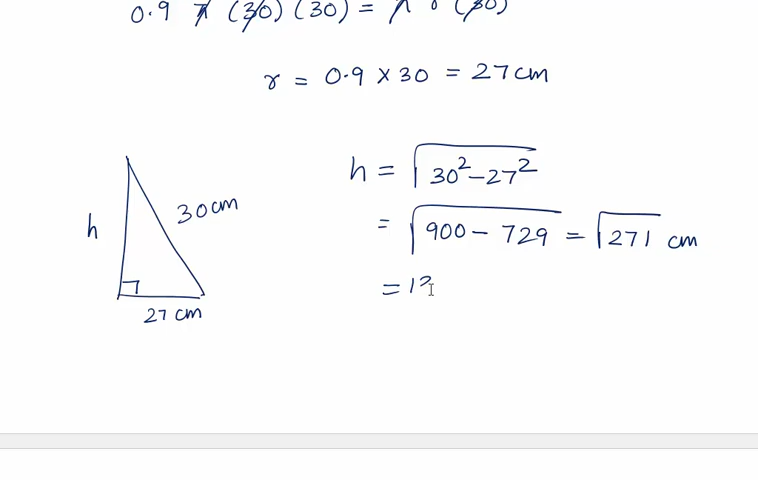 0.9 π (30) (30) = π r (30)
r = 0.9 × 30 = 27 cm
h = √30² − 27²
h
30 cm
= √900 − 729 = √271 cm
27 cm